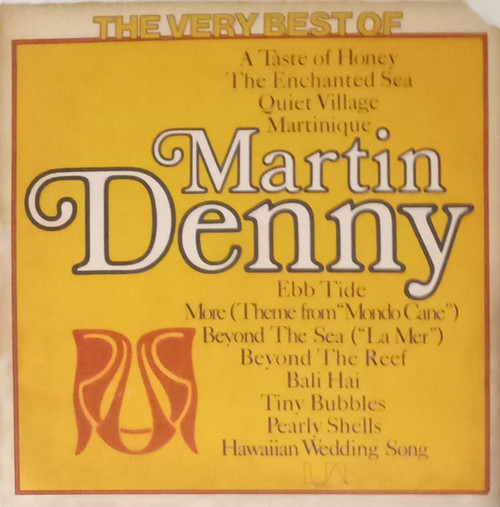 THE VERY BEST OF
A Taste of Honey
The Enchanted Sea
Quiet Village
Martinique
Martin
Denny
Ebb Tide
More (Theme from "Mondo Cane")
Beyond The Sea ("La Mer")
Beyond The Reef
Bali Hai
Tiny Bubbles
Pearly Shells
Hawaiian Wedding Song
UA